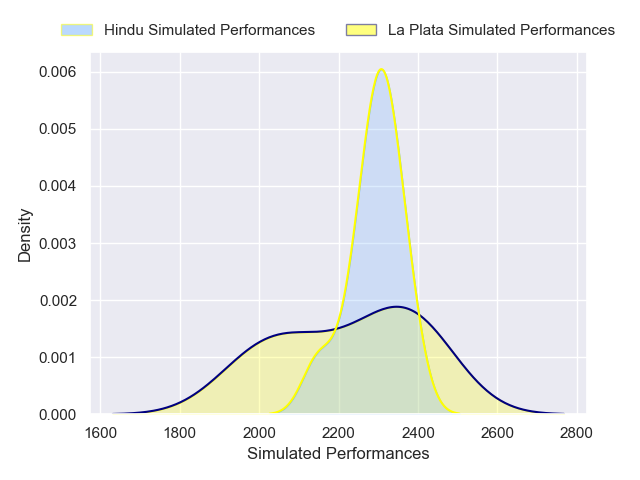 Hindu Simulated Performances
La Plata Simulated Performances
0.006
0.005
0.004
0.003
0.002
0.001
0.000
Density
1600 1800 2000 2200 2400 2600 2800
Simulated Performances